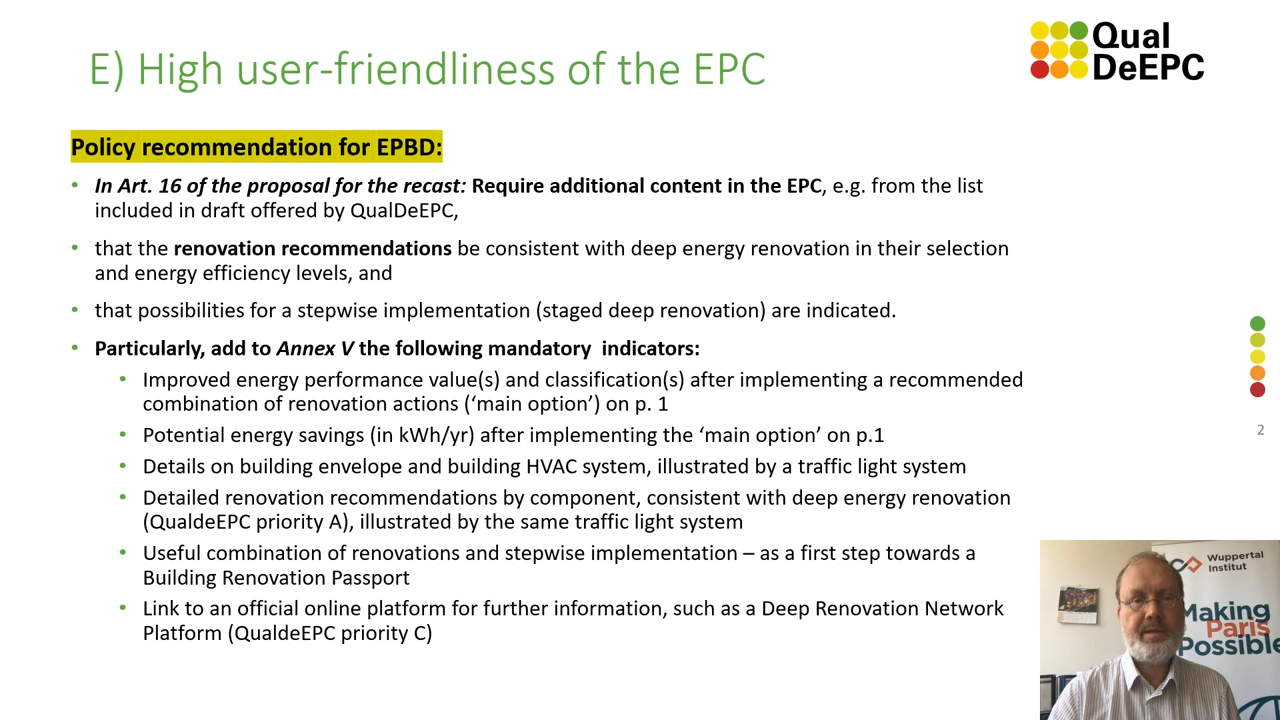 E) High user-friendliness of the EPC
Qual
DeEPC
Policy recommendation for EPBD:
• In Art. 16 of the proposal for the recast: Require additional content in the EPC, e.g. from the list
included in draft offered by QualDeEPC,
• that the renovation recommendations be consistent with deep energy renovation in their selection
and energy efficiency levels, and
• that possibilities for a stepwise implementation (staged deep renovation) are indicated.
• Particularly, add to Annex V the following mandatory  indicators:
• Improved energy performance value(s) and classification(s) after implementing a recommended
combination of renovation actions (‘main option’) on p. 1
• Potential energy savings (in kWh/yr) after implementing the ‘main option’ on p.1
• Details on building envelope and building HVAC system, illustrated by a traffic light system
• Detailed renovation recommendations by component, consistent with deep energy renovation
(QualdeEPC priority A), illustrated by the same traffic light system
• Useful combination of renovations and stepwise implementation – as a first step towards a
Building Renovation Passport
• Link to an official online platform for further information, such as a Deep Renovation Network
Platform (QualdeEPC priority C)
2
Wuppertal
Institut
Making
Paris
Possible